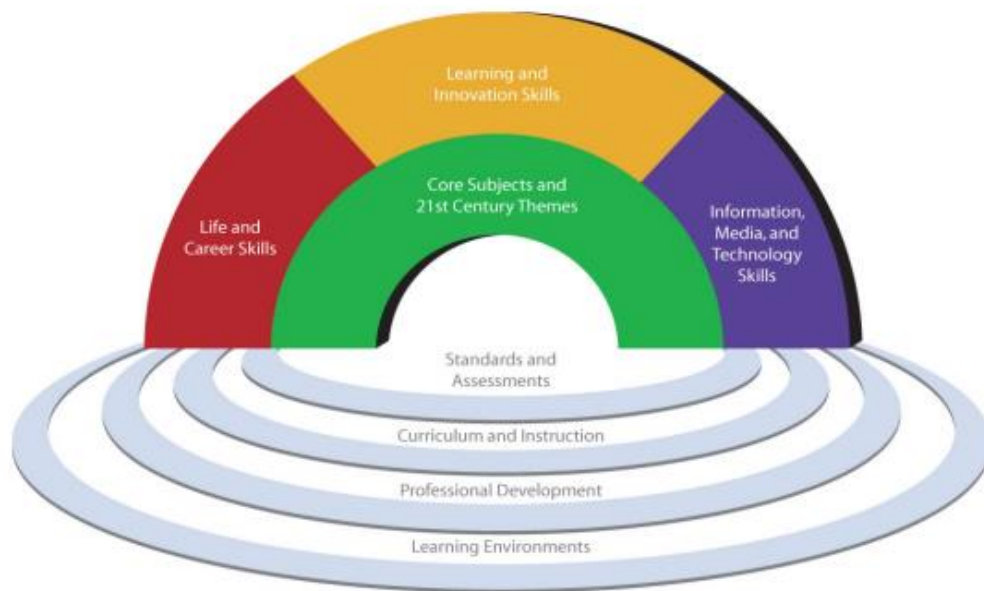 Learning and
Innovation Skills
Core Subjects and
21st Century Themes
Life and
Career Skills
Information,
Media, and
Technology
Skills
Standards and
Assessments
Curriculum and Instruction
Professional Development
Learning Environments